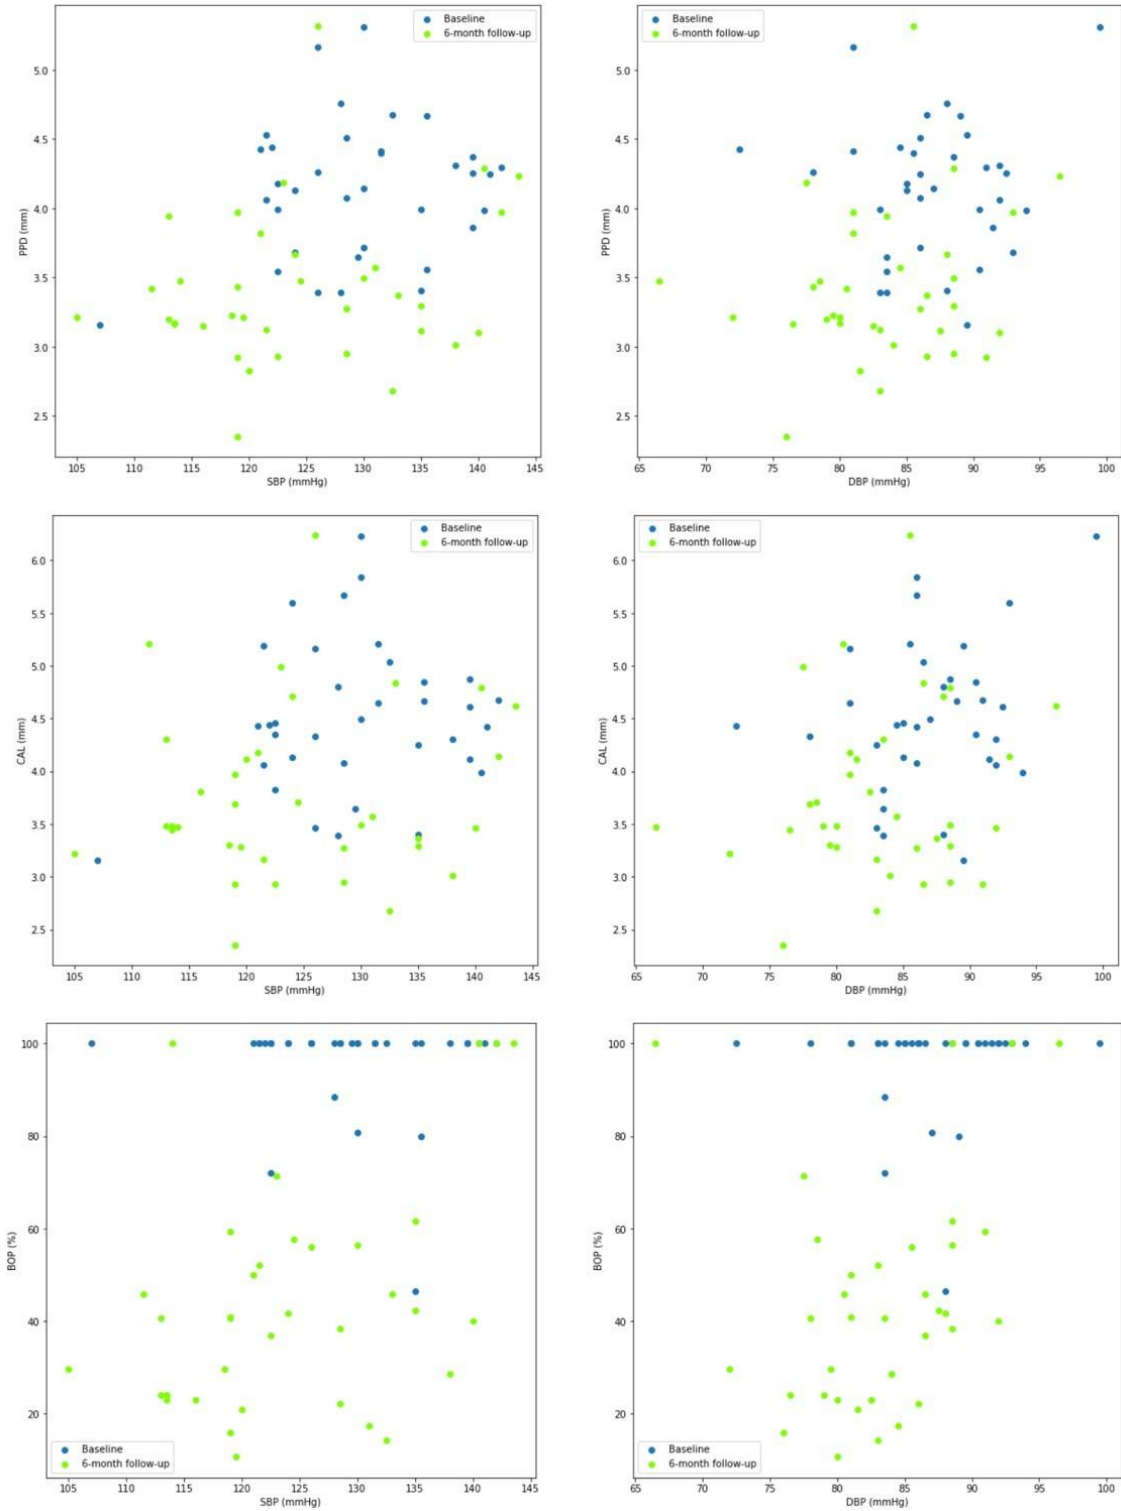 Baseline
6-month follow-up
5.0
4.5
4.0
3.5
3.0
2.5
PPD (mm)
105 110 115 120 125 130 135 140 145
SBP (mmHg)
Baseline
6-month follow-up
5.0
4.5
4.0
3.5
3.0
2.5
PPD (mm)
65 70 75 80 85 90 95 100
DBP (mmHg)
Baseline
6-month follow-up
6.0
5.5
5.0
4.5
4.0
3.5
3.0
2.5
CAL (mm)
105 110 115 120 125 130 135 140 145
SBP (mmHg)
Baseline
6-month follow-up
6.0
5.5
5.0
4.5
4.0
3.5
3.0
2.5
CAL (mm)
65 70 75 80 85 90 95 100
DBP (mmHg)
100
80
60
40
20
BOP (%)
Baseline
6-month follow-up
105 110 115 120 125 130 135 140 145
SBP (mmHg)
100
80
60
40
20
BOP (%)
Baseline
6-month follow-up
65 70 75 80 85 90 95 100
DBP (mmHg)